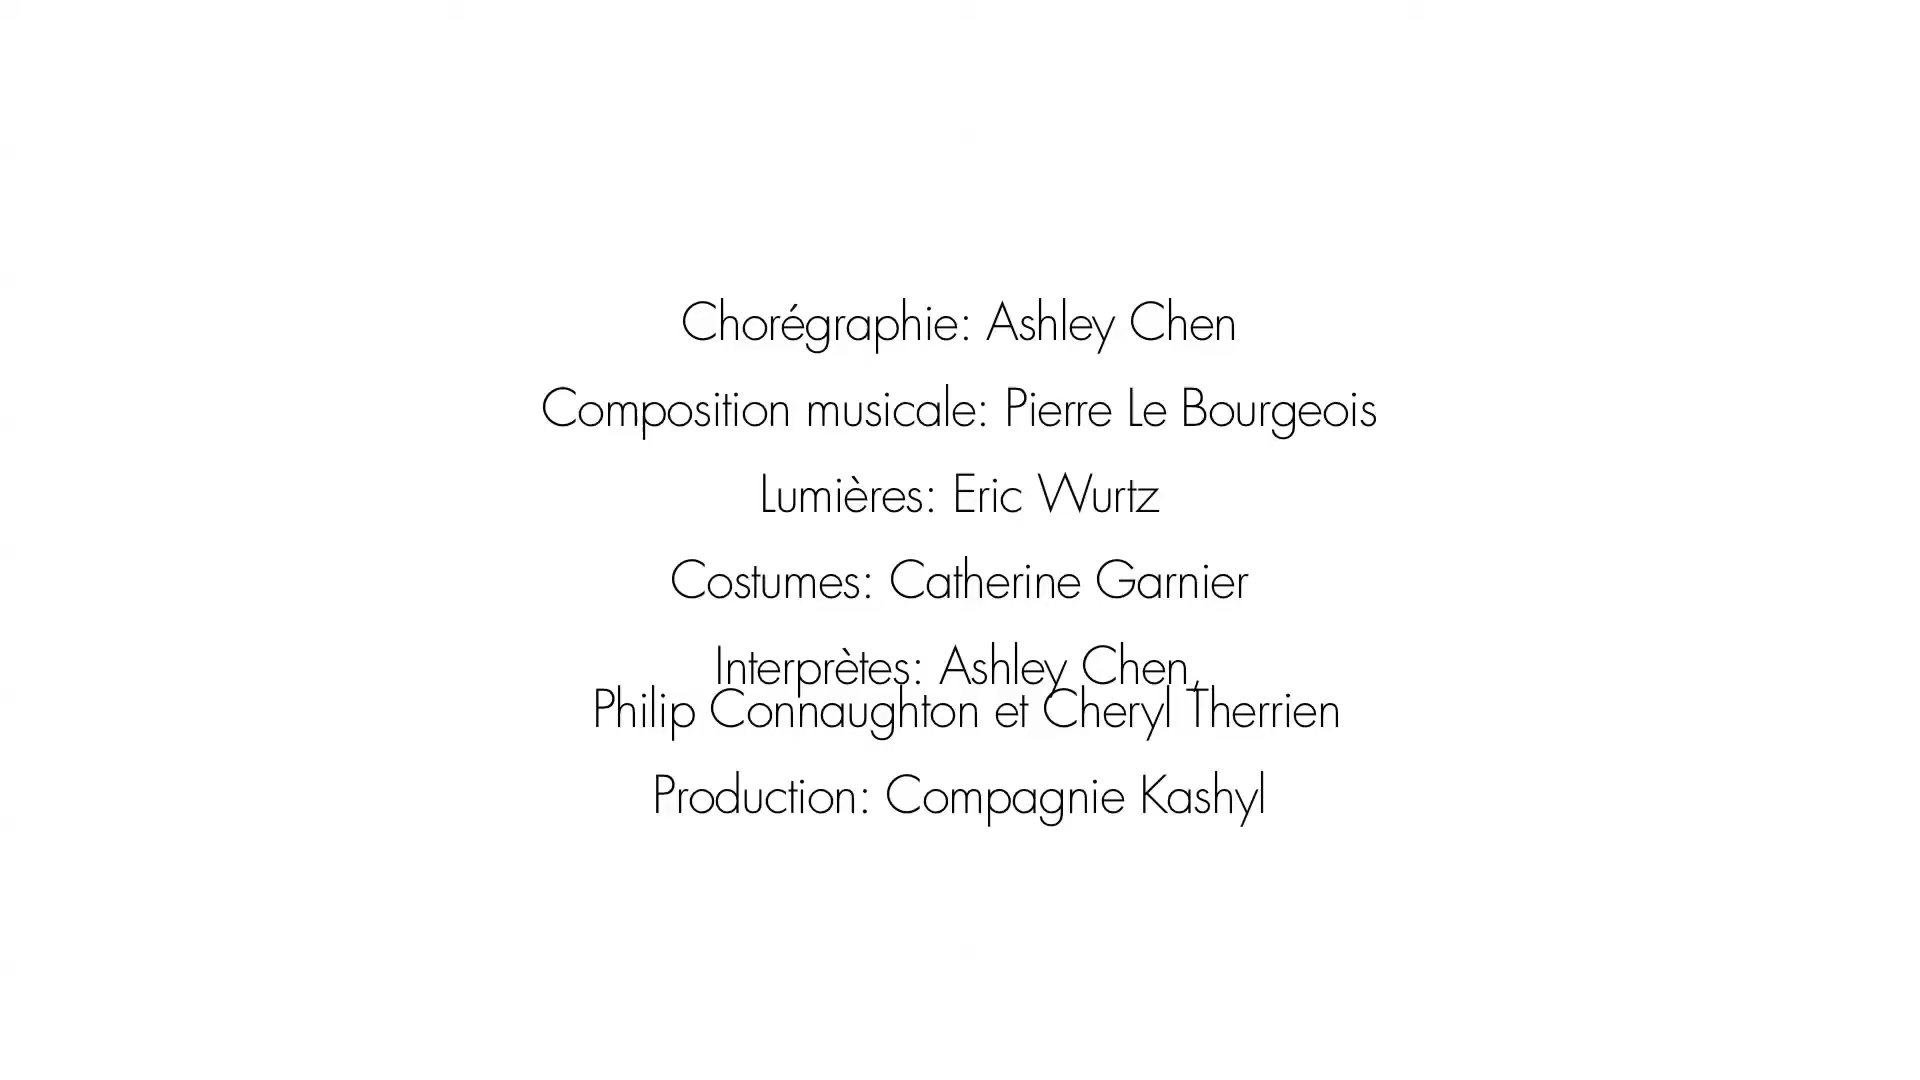 Chorégraphie: Ashley Chen
Composition musicale: Pierre Le Bourgeois
Lumières: Eric Wurtz
Costumes: Catherine Garnier
Interprètes: Ashley Chen,
Philip Connaughton et Cheryl Therrien
Production: Compagnie Kashyl